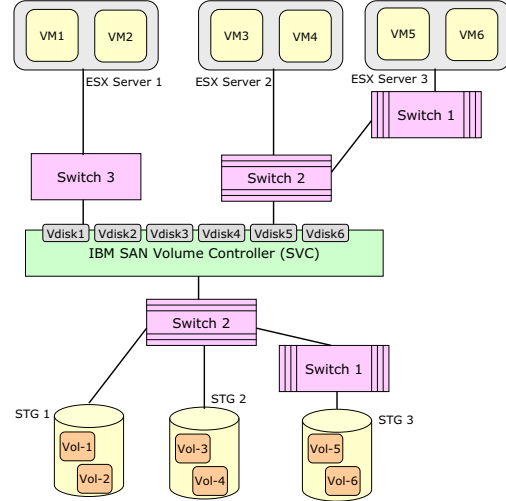 VM1
VM2
VM3
VM4
VM5
VM6
ESX Server 1
ESX Server 2
ESX Server 3
Switch 1
Switch 3
Switch 2
Vdisk1
Vdisk2
Vdisk3
Vdisk4
Vdisk5
Vdisk6
IBM SAN Volume Controller (SVC)
Switch 2
Switch 1
STG 1
STG 2
STG 3
Vol-1
Vol-2
Vol-3
Vol-4
Vol-5
Vol-6